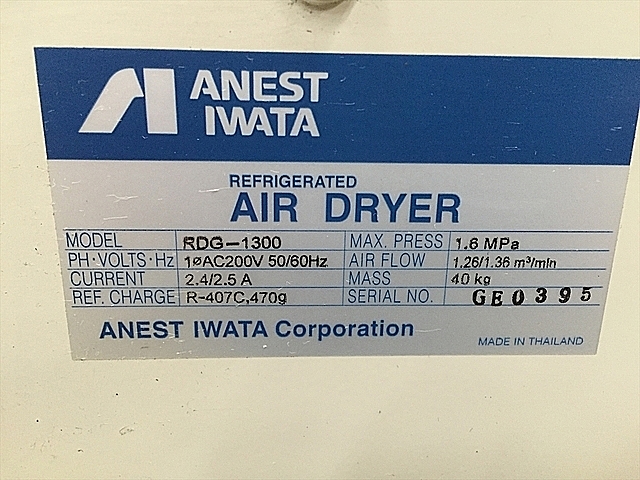 ANEST
IWATA
REFRIGERATED
AIR DRYER
MODEL RDG-1300 MAX. PRESS 1.6 MPa
PH·VOLTS·Hz 1øAC200V 50/60Hz AIR FLOW 1.26/1.36 m³/min
CURRENT 2.4/2.5 A MASS 40 kg
REF. CHARGE R-407C,470g SERIAL NO. GE0395
ANEST IWATA Corporation
MADE IN THAILAND